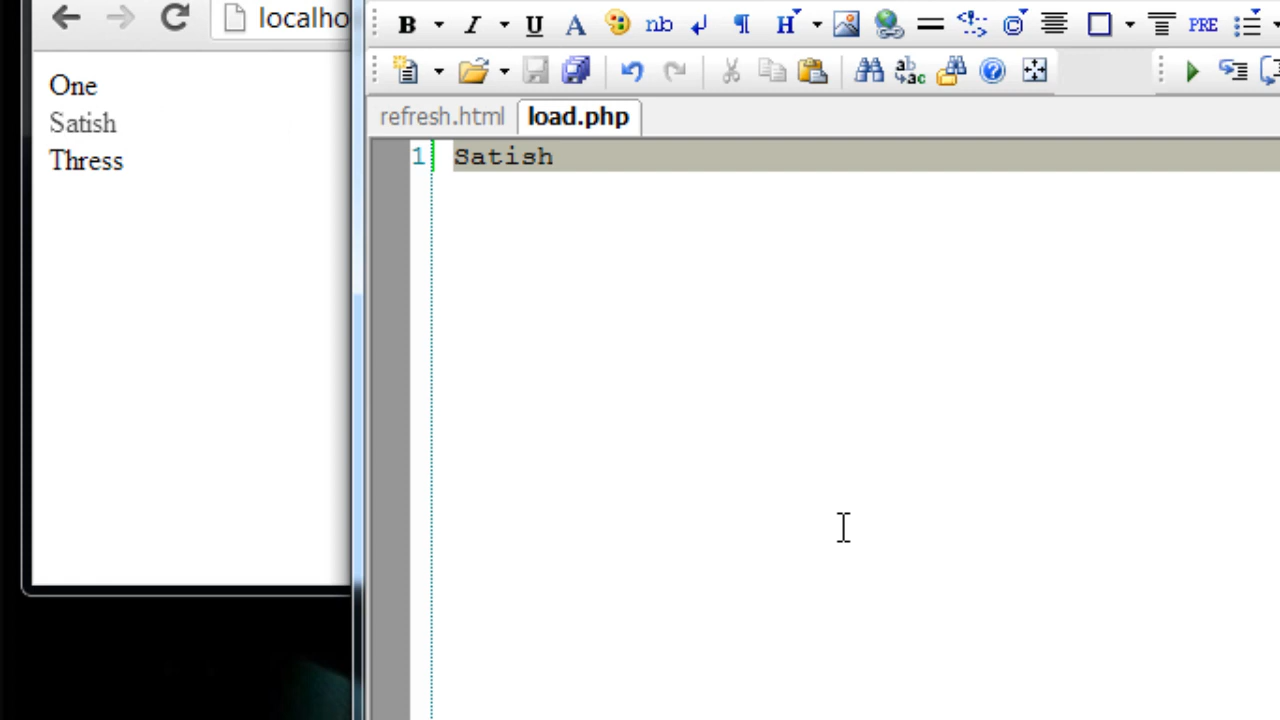 localho
One
Satish
Thress
B I U A nb ¶ H © PRE
refresh.html load.php
1 Satish